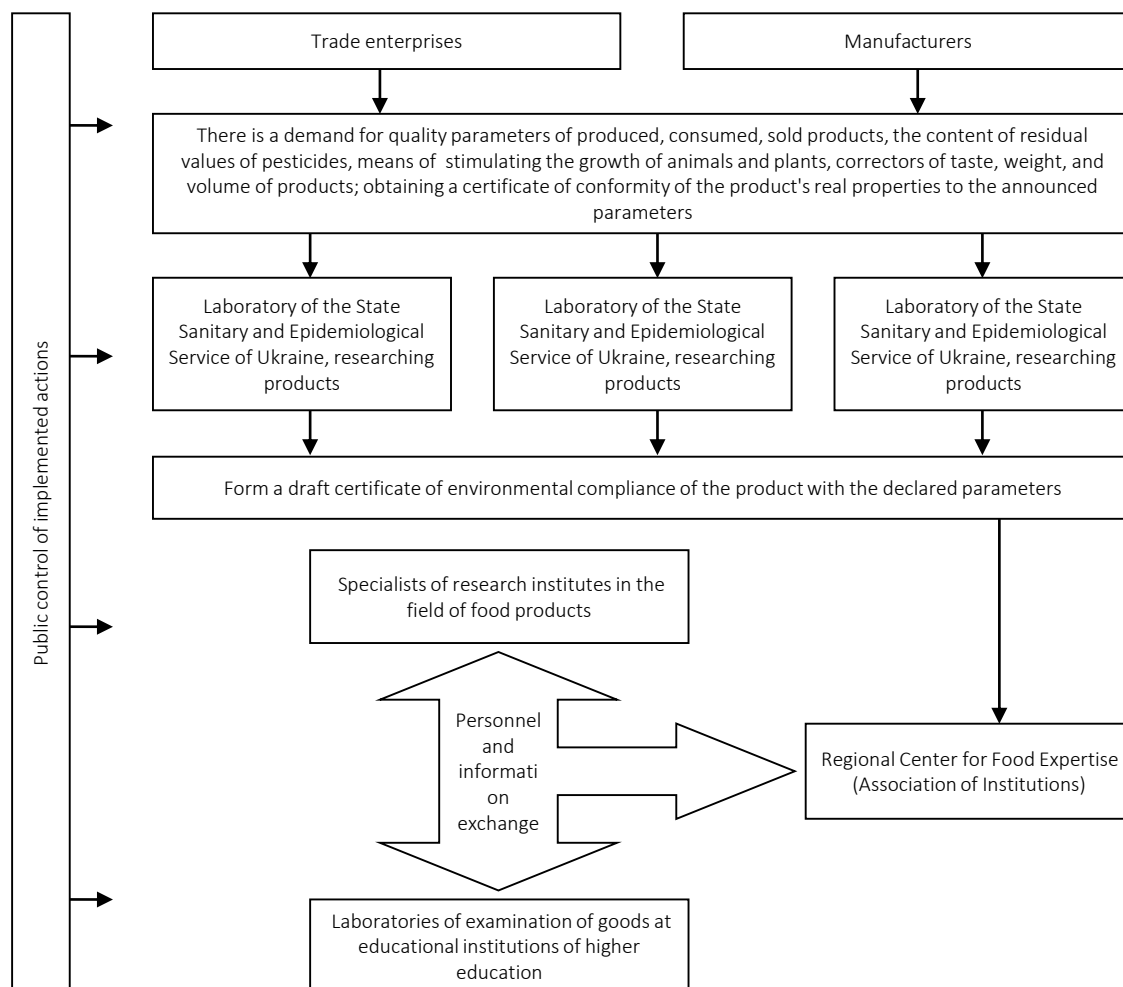 Public control of implemented actions
Trade enterprises
Manufacturers
There is a demand for quality parameters of produced, consumed, sold products, the content of residual
values of pesticides, means of stimulating the growth of animals and plants, correctors of taste, weight, and
volume of products; obtaining a certificate of conformity of the product's real properties to the announced
parameters
Laboratory of the State
Sanitary and Epidemiological
Service of Ukraine, researching
products
Laboratory of the State
Sanitary and Epidemiological
Service of Ukraine, researching
products
Laboratory of the State
Sanitary and Epidemiological
Service of Ukraine, researching
products
Form a draft certificate of environmental compliance of the product with the declared parameters
Specialists of research institutes in the
field of food products
Personnel
and
informati
on
exchange
Regional Center for Food Expertise
(Association of Institutions)
Laboratories of examination of goods at
educational institutions of higher
education